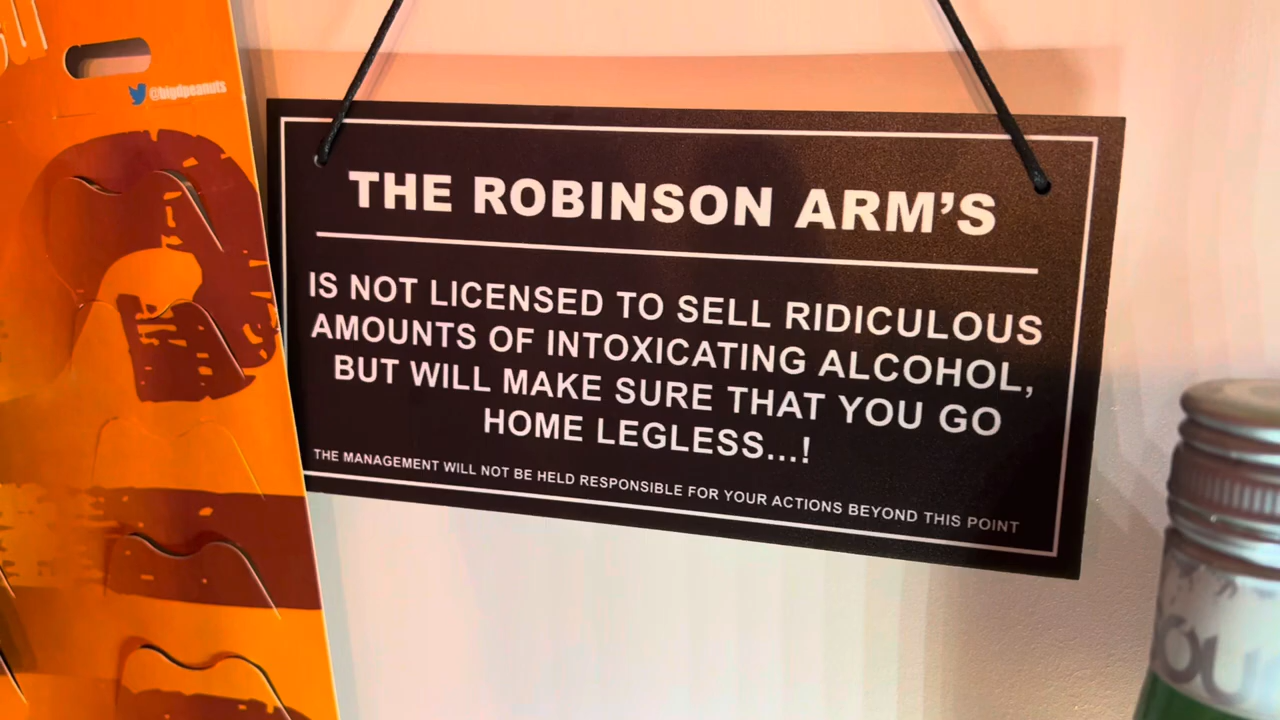 @bigdpeanuts
THE ROBINSON ARM'S
IS NOT LICENSED TO SELL RIDICULOUS
AMOUNTS OF INTOXICATING ALCOHOL,
BUT WILL MAKE SURE THAT YOU GO
HOME LEGLESS...!
THE MANAGEMENT WILL NOT BE HELD RESPONSIBLE FOR YOUR ACTIONS BEYOND THIS POINT